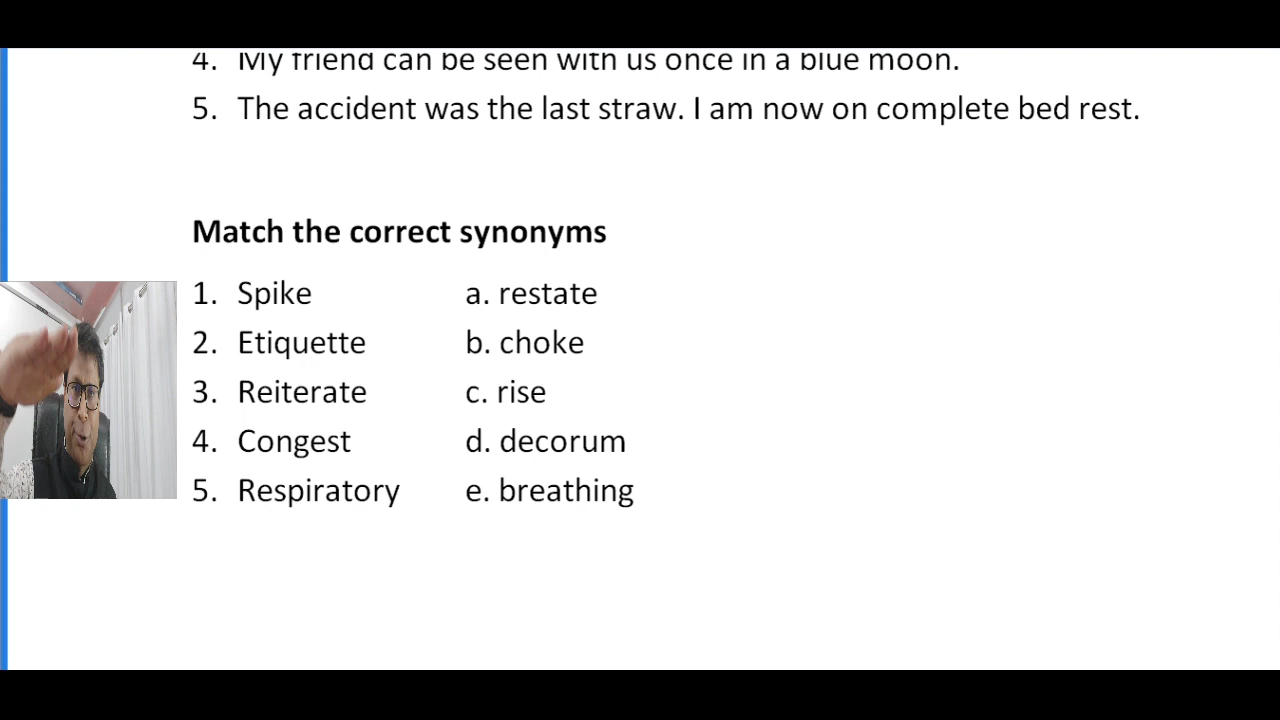 4. My friend can be seen with us once in a blue moon.
5. The accident was the last straw. I am now on complete bed rest.
Match the correct synonyms
1. Spike a. restate
2. Etiquette b. choke
3. Reiterate c. rise
4. Congest d. decorum
5. Respiratory e. breathing